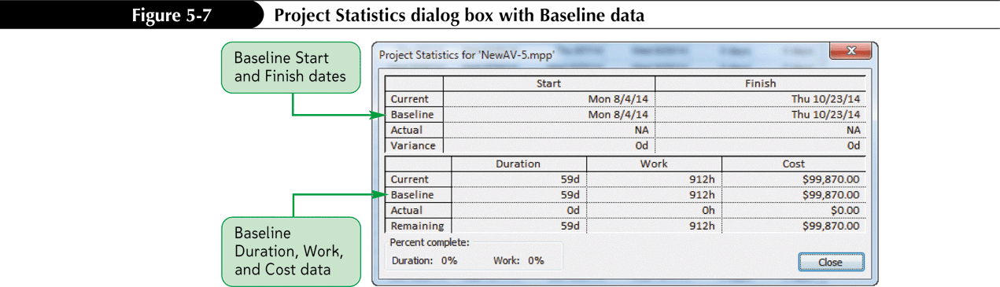 Figure 5-7 Project Statistics dialog box with Baseline data
Baseline Start
and Finish dates
Project Statistics for 'NewAV-5.mpp'
Start Finish
Current Mon 8/4/14 Thu 10/23/14
Baseline Mon 8/4/14 Thu 10/23/14
Actual NA NA
Variance 0d 0d
Duration Work Cost
Current 59d 912h $99,870.00
Baseline 59d 912h $99,870.00
Actual 0d 0h $0.00
Remaining 59d 912h $99,870.00
Baseline
Duration, Work,
and Cost data
Percent complete:
Duration: 0% Work: 0%
Close